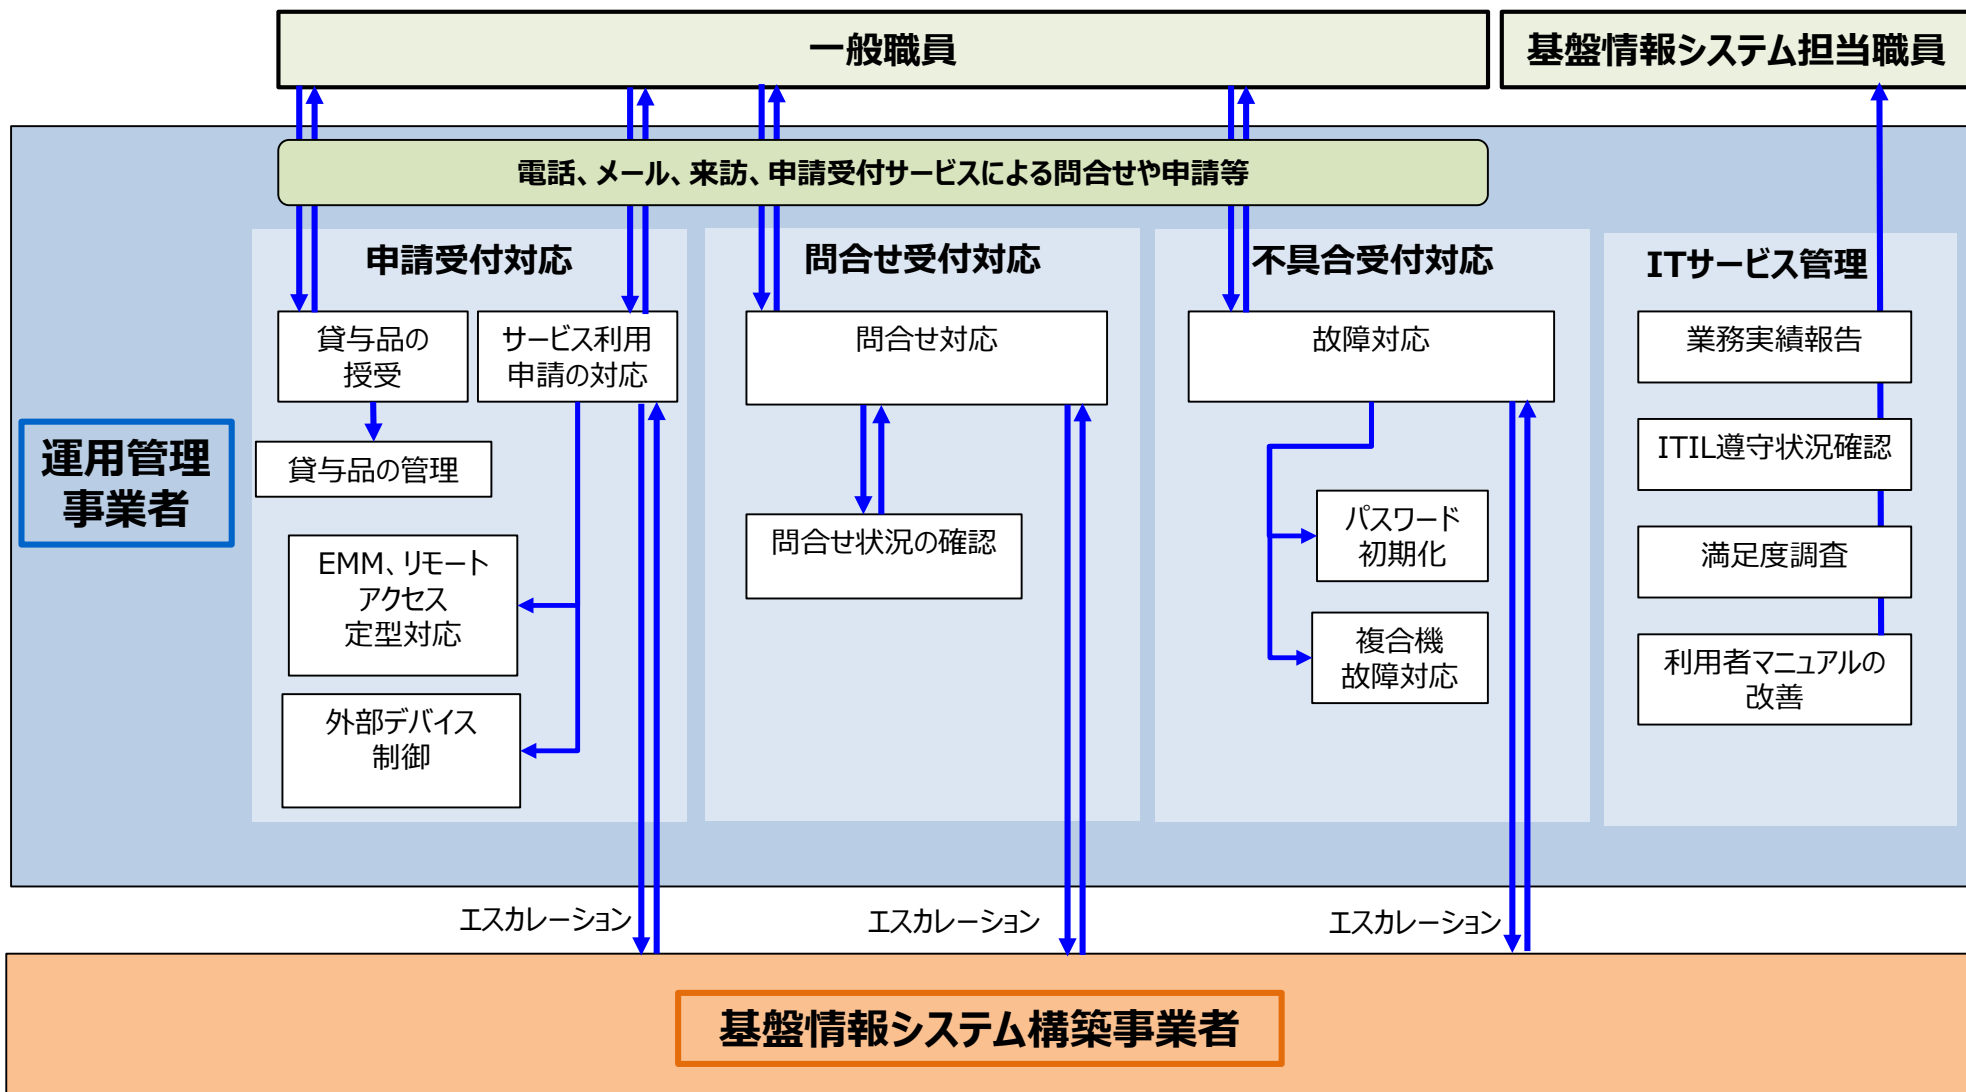 一般職員
基盤情報システム担当職員
電話、メール、来訪、申請受付サービスによる問合せや申請等
運用管理
事業者
申請受付対応
貸与品の
授受
サービス利用
申請の対応
貸与品の管理
EMM、リモート
アクセス
定型対応
外部デバイス
制御
問合せ受付対応
問合せ対応
問合せ状況の確認
不具合受付対応
故障対応
パスワード
初期化
複合機
故障対応
ITサービス管理
業務実績報告
ITIL遵守状況確認
満足度調査
利用者マニュアルの
改善
エスカレーション
エスカレーション
エスカレーション
基盤情報システム構築事業者